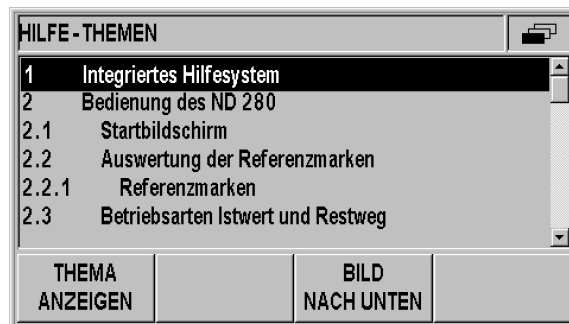 HILFE-THEMEN
1 Integriertes Hilfesystem
2 Bedienung des ND 280
2.1 Startbildschirm
2.2 Auswertung der Referenzmarken
2.2.1 Referenzmarken
2.3 Betriebsarten Istwert und Restweg
THEMA
ANZEIGEN
BILD
NACH UNTEN